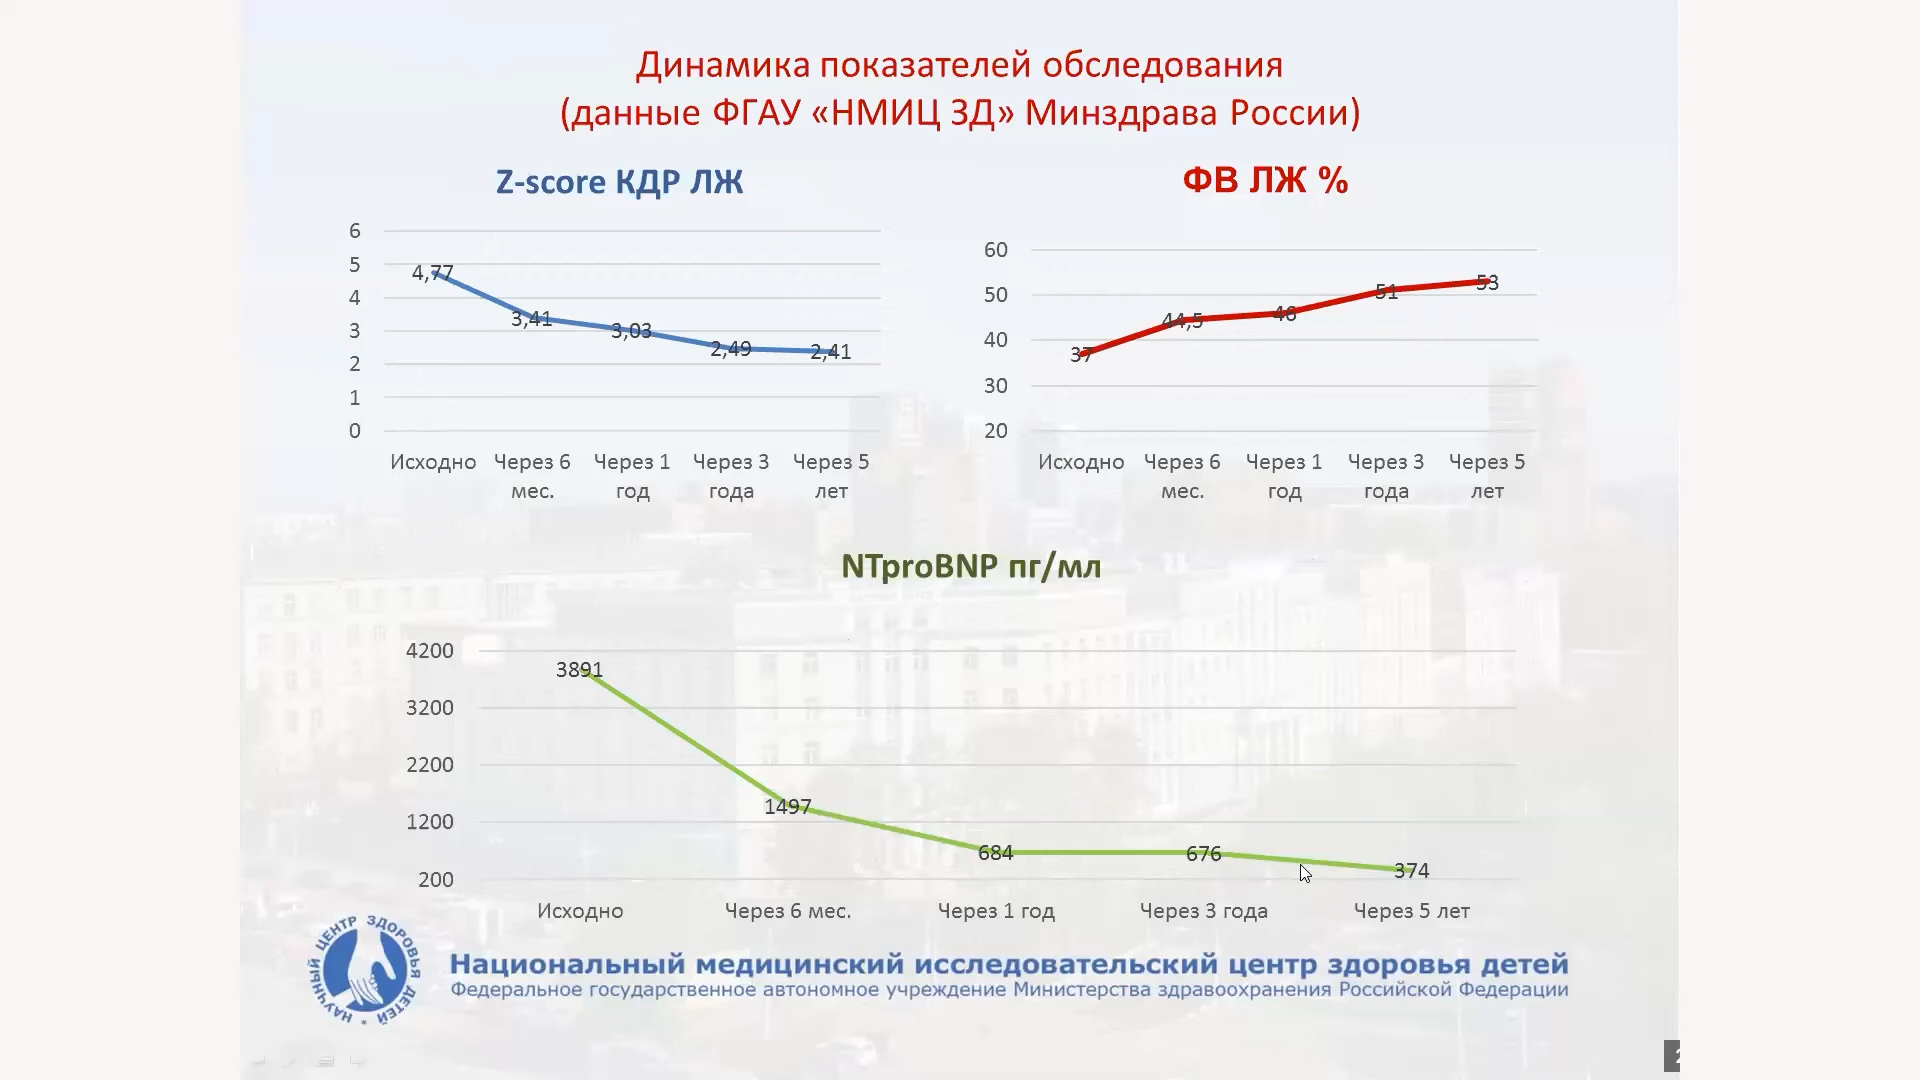 Динамика показателей обследования
(данные ФГАУ «НМИЦ ЗД» Минздрава России)
Z-score КДР ЛЖ
6
5
4
3
2
1
0
4,77
3,41
3,03
2,49
2,41
Исходно
Через 6 мес.
Через 1 год
Через 3 года
Через 5 лет
ФВ ЛЖ %
60
50
40
30
20
37
44,5
46
51
53
Исходно
Через 6 мес.
Через 1 год
Через 3 года
Через 5 лет
NTproBNP пг/мл
4200
3200
2200
1200
200
3891
1497
684
676
374
Исходно
Через 6 мес.
Через 1 год
Через 3 года
Через 5 лет
НАУЧНЫЙ ЦЕНТР ЗДОРОВЬЯ ДЕТЕЙ
Национальный медицинский исследовательский центр здоровья детей
Федеральное государственное автономное учреждение Министерства здравоохранения Российской Федерации